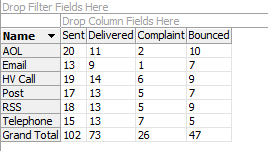 Drop Filter Fields Here
Drop Column Fields Here
Name Sent Delivered Complaint Bounced
AOL 20 11 2 10
Email 13 9 1 7
HV Call 19 14 6 9
Post 17 13 5 7
RSS 18 13 5 9
Telephone 15 13 7 5
Grand Total 102 73 26 47